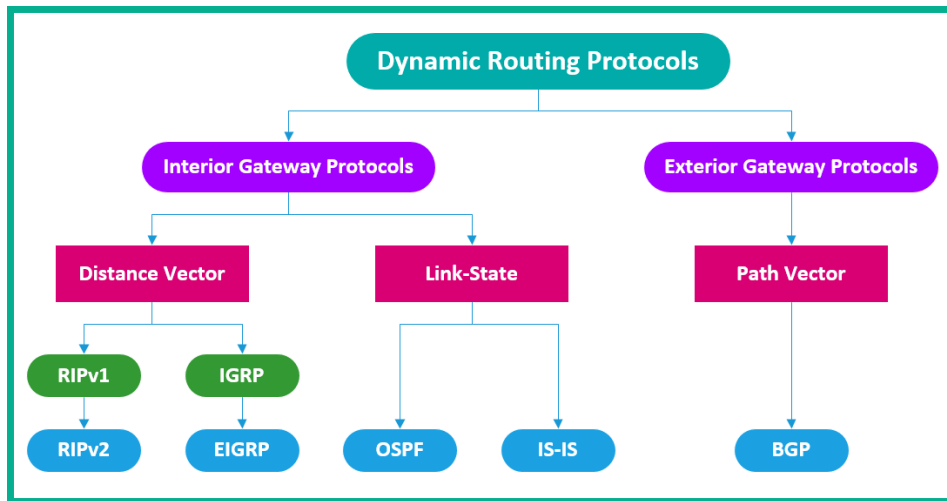 Dynamic Routing Protocols
Interior Gateway Protocols
Exterior Gateway Protocols
Distance Vector
Link-State
Path Vector
RIPv1
IGRP
RIPv2
EIGRP
OSPF
IS-IS
BGP